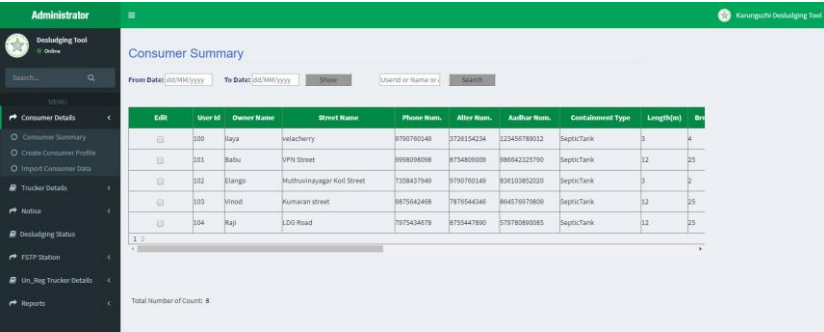 Administrator
Karunguzhi Desludging Tool
Desludging Tool
Online
Search...
MENU
Consumer Details
Consumer Summary
Create Consumer Profile
Import Consumer Data
Trucker Details
Notice
Desludging Status
FSTP Station
Un_Reg Trucker Details
Reports
Consumer Summary
From Date: dd/MM/yyyy To Date: dd/MM/yyyy Show UserId or Name or Search
Edit User Id Owner Name Street Name Phone Num. Alter Num. Aadhar Num. Containment Type Length(m) Bre
100 Ilaya velacherry 9790760149 3726154234 123456789012 SepticTank 3 4
101 Babu VPN Street 9998098098 8754809009 986642325790 SepticTank 12 25
102 Elango Muthuvinayagar Koil Street 7358437949 9790760149 836103852020 SepticTank 3 2
103 Vinod Kumaran street 9875642468 7876544346 864576970809 SepticTank 12 25
104 Raji LDG Road 7975434678 8755447890 579780890085 SepticTank 12 25
1 2
Total Number of Count: 8